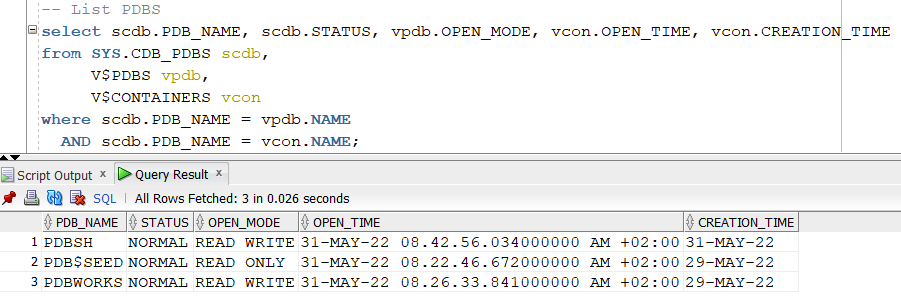 -- List PDBS
select scdb.PDB_NAME, scdb.STATUS, vpdb.OPEN_MODE, vcon.OPEN_TIME, vcon.CREATION_TIME
from SYS.CDB_PDBS scdb,
V$PDBS vpdb,
V$CONTAINERS vcon
where scdb.PDB_NAME = vpdb.NAME
AND scdb.PDB_NAME = vcon.NAME;
Script Output x Query Result x
SQL | All Rows Fetched: 3 in 0.026 seconds
PDB_NAME STATUS OPEN_MODE OPEN_TIME CREATION_TIME
1 PDBSH NORMAL READ WRITE 31-MAY-22 08.42.56.034000000 AM +02:00 31-MAY-22
2 PDB$SEED NORMAL READ ONLY 31-MAY-22 08.22.46.672000000 AM +02:00 29-MAY-22
3 PDBWORKS NORMAL READ WRITE 31-MAY-22 08.26.33.841000000 AM +02:00 29-MAY-22